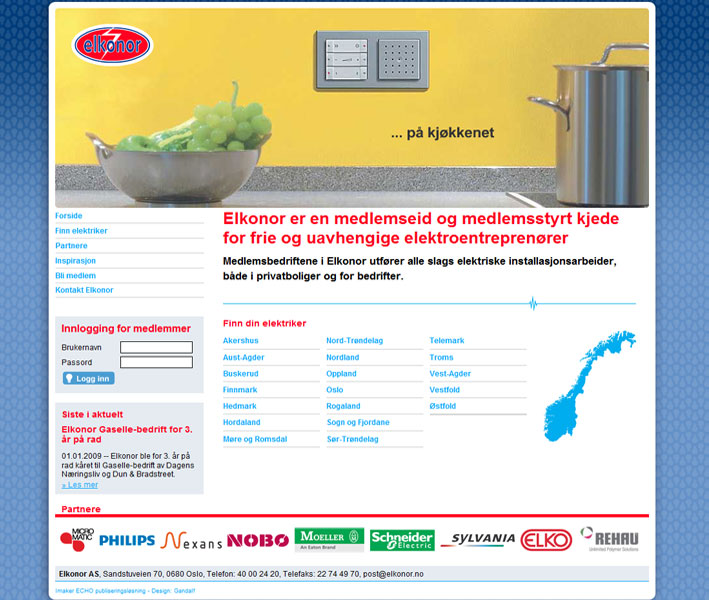 elkonor
... på kjøkkenet
Forside
Finn elektriker
Partnere
Inspirasjon
Bli medlem
Kontakt Elkonor
Elkonor er en medlemseid og medlemsstyrt kjede
for frie og uavhengige elektroentreprenører
Medlemsbedriftene i Elkonor utfører alle slags elektriske installasjonsarbeider,
både i privatboliger og for bedrifter.
Innlogging for medlemmer
Brukernavn
Passord
Logg inn
Siste i aktuelt
Elkonor Gaselle-bedrift for 3.
år på rad
01.01.2009 -- Elkonor ble for 3. år på
rad kåret til Gaselle-bedrift av Dagens
Næringsliv og Dun & Bradstreet.
» Les mer
Finn din elektriker
Akershus
Aust-Agder
Buskerud
Finnmark
Hedmark
Hordaland
Møre og Romsdal
Nord-Trøndelag
Nordland
Oppland
Oslo
Rogaland
Sogn og Fjordane
Sør-Trøndelag
Telemark
Troms
Vest-Agder
Vestfold
Østfold
Partnere
MICRO
MATIC
PHILIPS
Nexans
NOBØ
MOELLER
An Eaton Brand
Schneider
Electric
SYLVANIA
ELKO
REHAU
Unlimited Polymer Solutions
Elkonor AS, Sandstuveien 70, 0680 Oslo, Telefon: 40 00 24 20, Telefaks: 22 74 49 70, post@elkonor.no
Imaker ECHO publiseringsløsning - Design: Gandalf